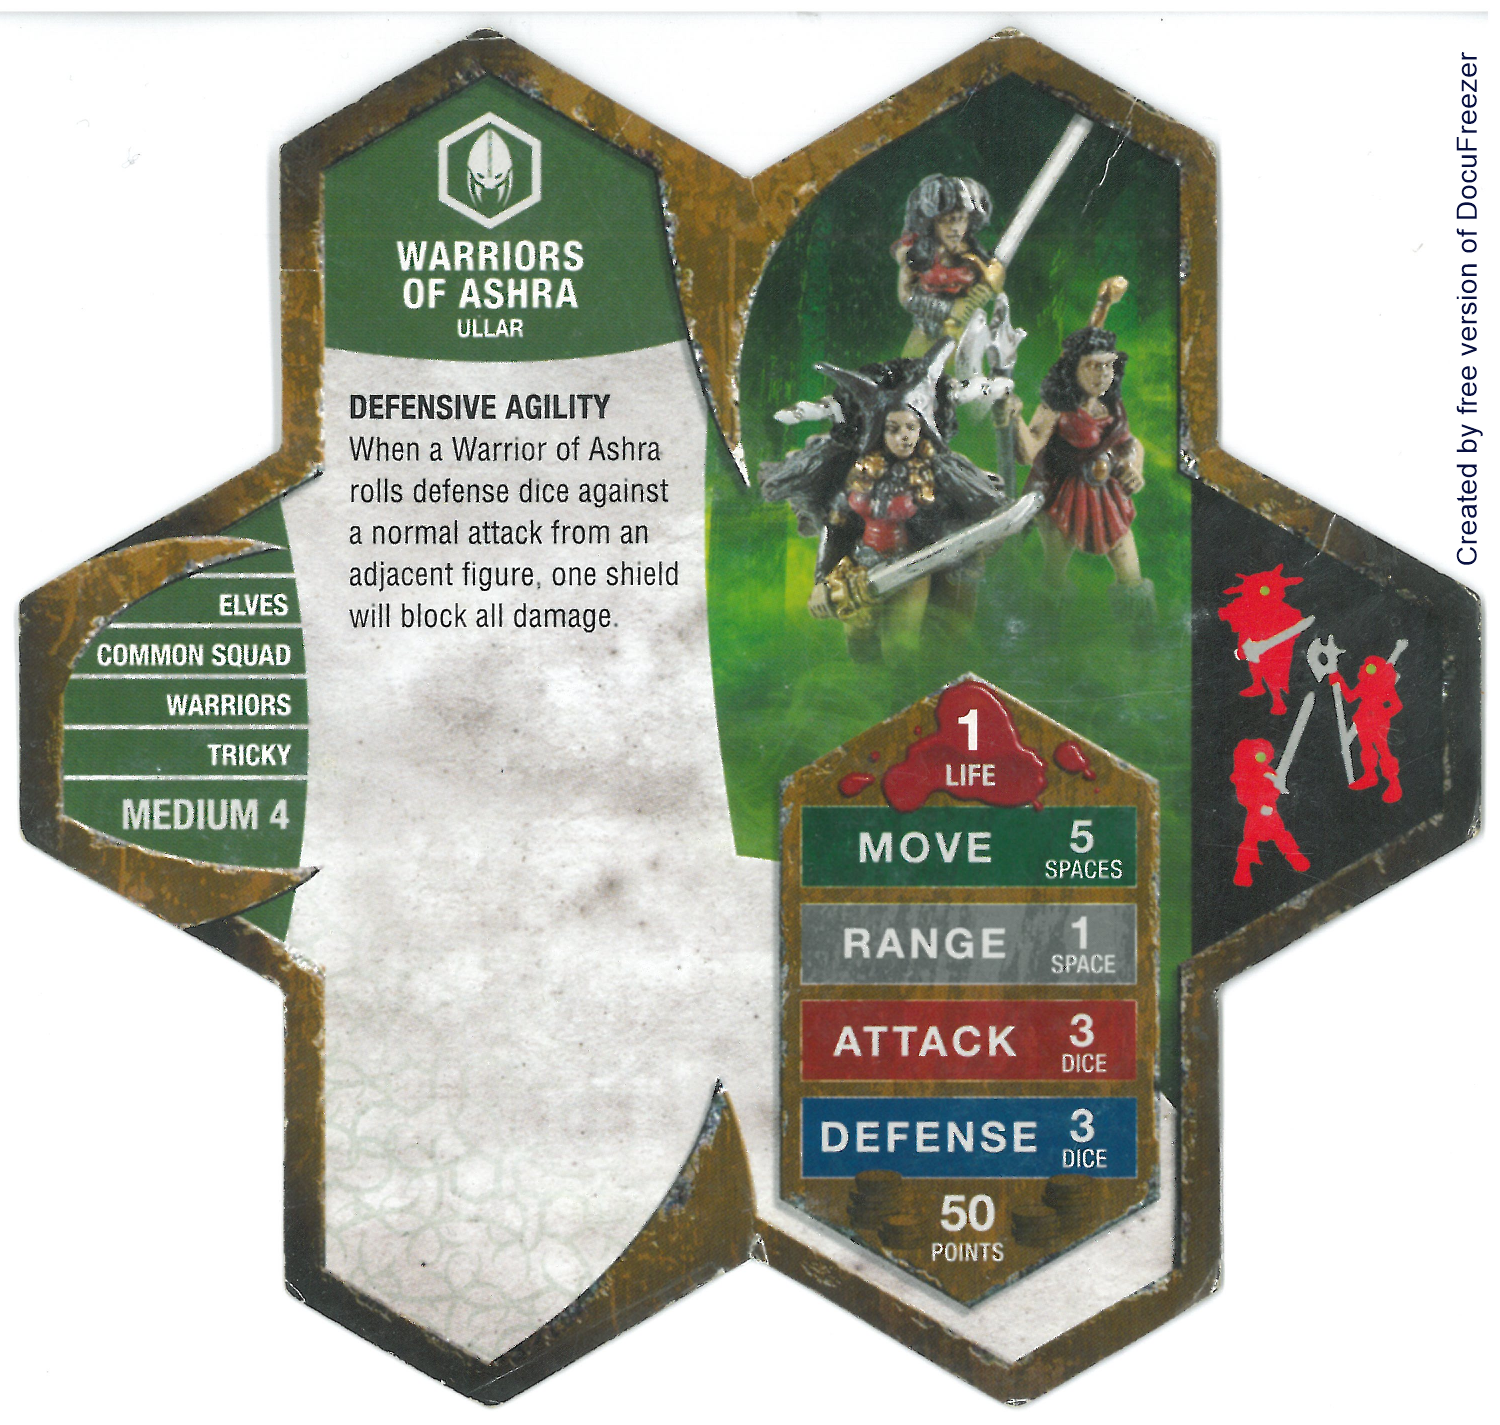 WARRIORS
OF ASHRA
ULLAR
DEFENSIVE AGILITY
When a Warrior of Ashra
rolls defense dice against
a normal attack from an
adjacent figure, one shield
will block all damage.
ELVES
COMMON SQUAD
WARRIORS
TRICKY
MEDIUM 4
1
LIFE
MOVE 5
SPACES
RANGE 1
SPACE
ATTACK 3
DICE
DEFENSE 3
DICE
50
POINTS
Created by free version of DocuFreezer